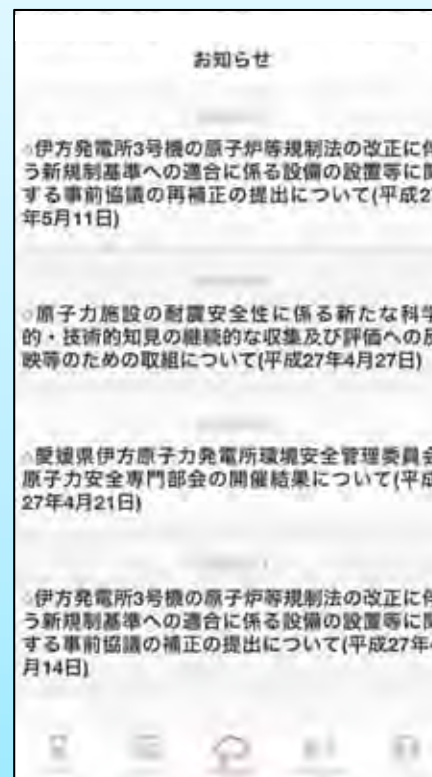 お知らせ
○伊方発電所3号機の原子炉等規制法の改正に伴
う新規制基準への適合に係る設備の設置等に関
する事前協議の再補正の提出について(平成27
年5月11日)
○原子力施設の耐震安全性に係る新たな科学
的・技術的知見の継続的な収集及び評価への反
映等のための取組について(平成27年4月27日)
○愛媛県伊方原子力発電所環境安全管理委員会
原子力安全専門部会の開催結果について(平成
27年4月21日)
○伊方発電所3号機の原子炉等規制法の改正に伴
う新規制基準への適合に係る設備の設置等に関
する事前協議の補正の提出について(平成27年4
月14日)